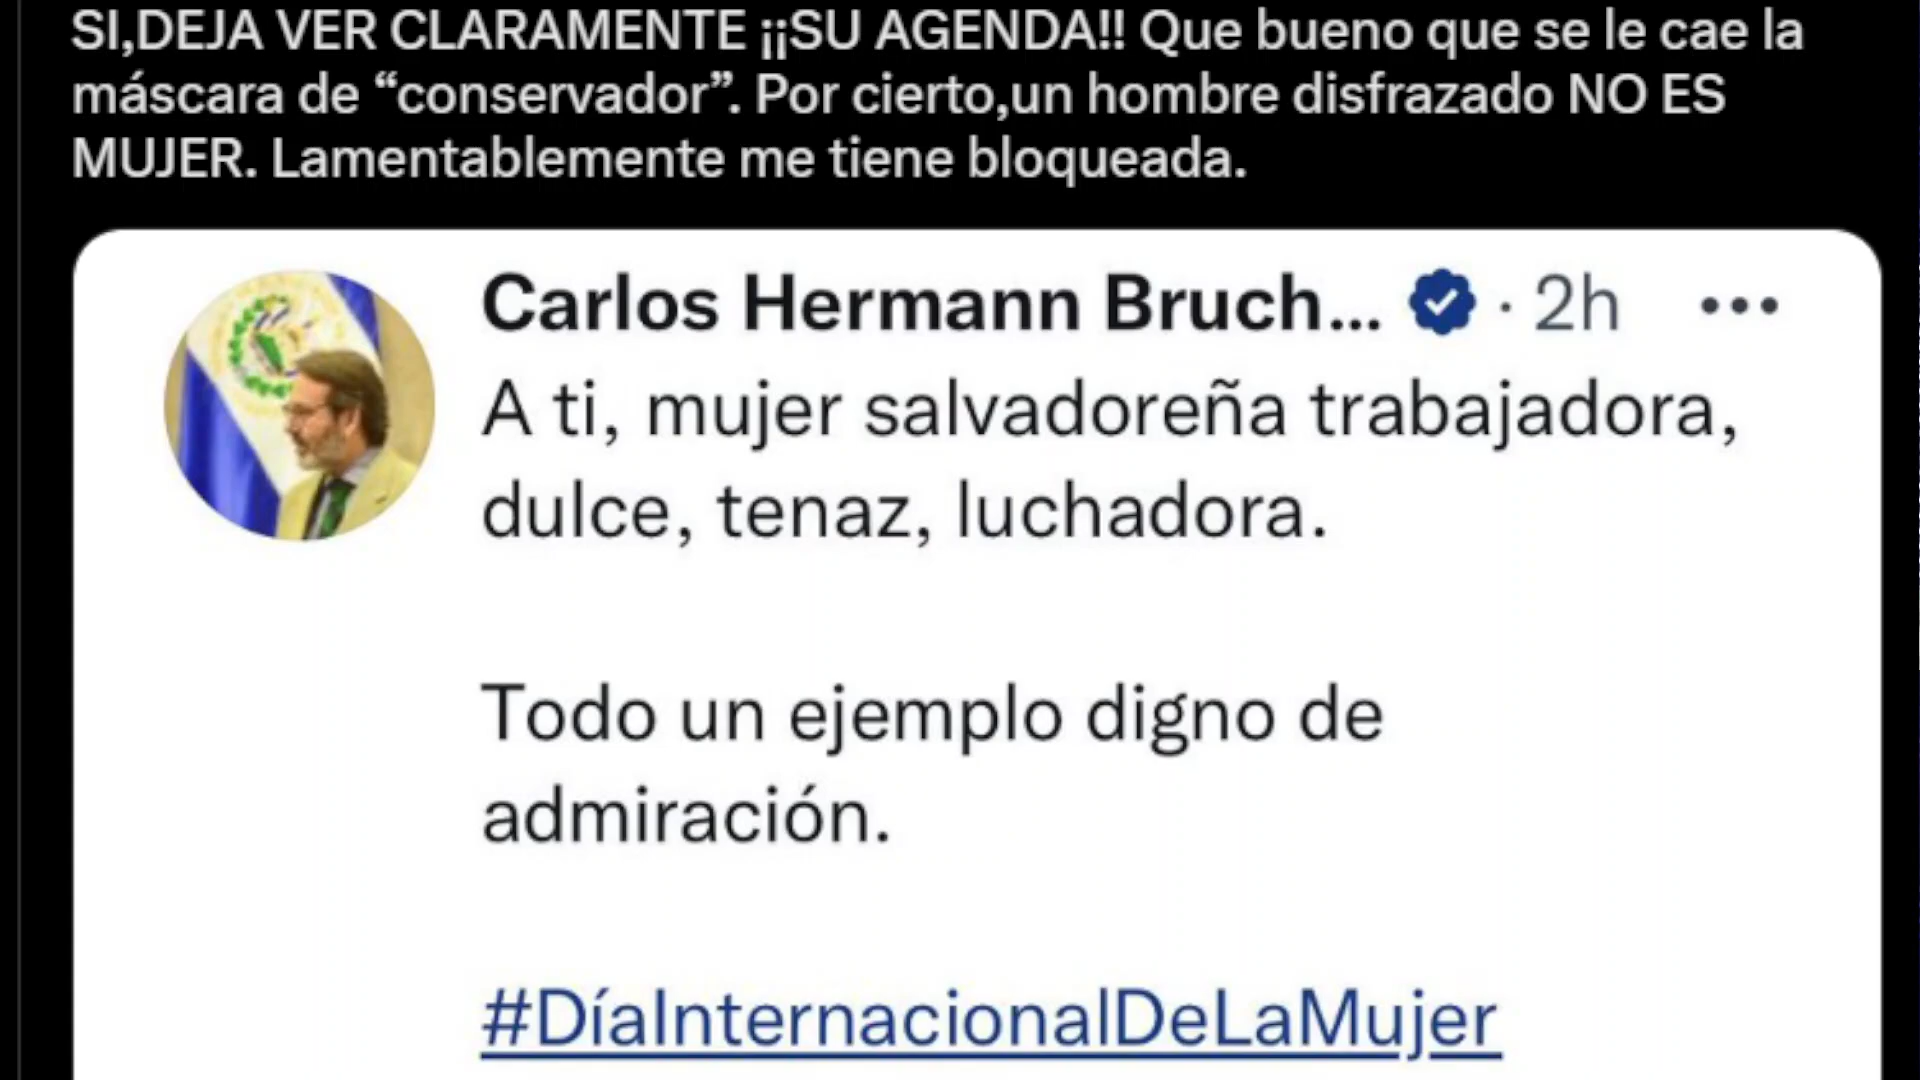 SI,DEJA VER CLARAMENTE ¡¡SU AGENDA!! Que bueno que se le cae la
máscara de “conservador”. Por cierto,un hombre disfrazado NO ES
MUJER. Lamentablemente me tiene bloqueada.
Carlos Hermann Bruch... · 2h ...
A ti, mujer salvadoreña trabajadora,
dulce, tenaz, luchadora.
Todo un ejemplo digno de
admiración.
#DíaInternacionalDeLaMujer